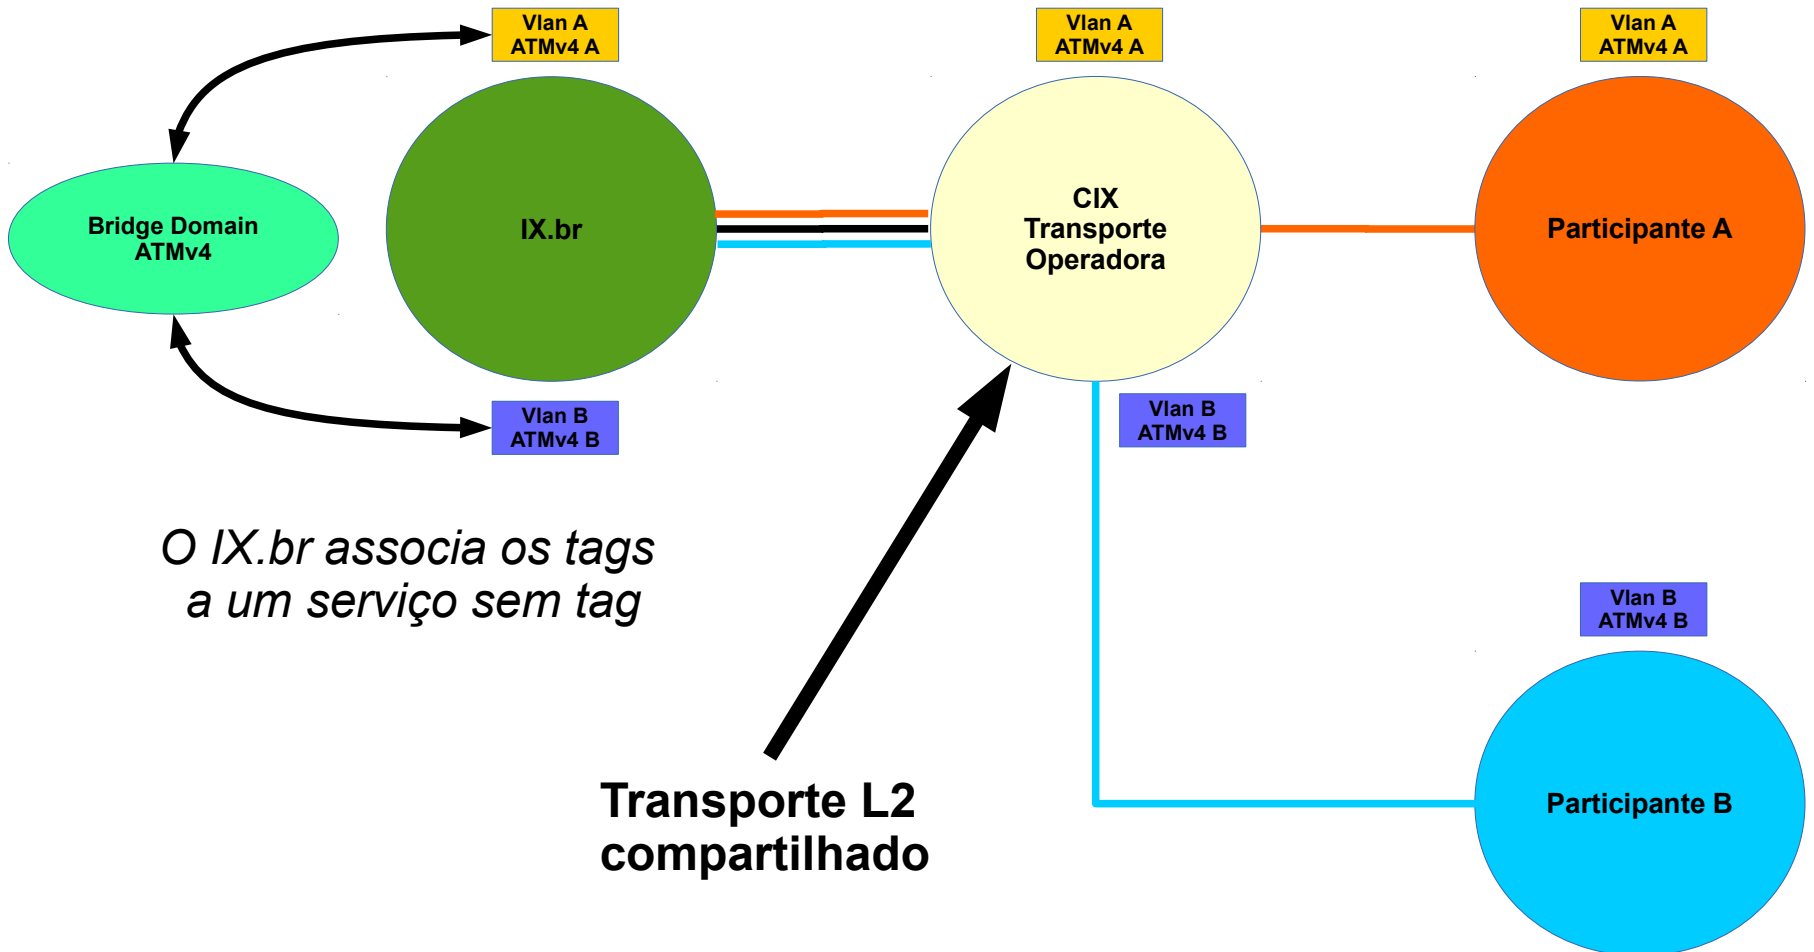 Vlan A
ATMv4 A
Vlan A
ATMv4 A
Vlan A
ATMv4 A
Bridge Domain
ATMv4
IX.br
CIX
Transporte
Operadora
Participante A
Vlan B
ATMv4 B
Vlan B
ATMv4 B
O IX.br associa os tags
a um serviço sem tag
Vlan B
ATMv4 B
Transporte L2
compartilhado
Participante B